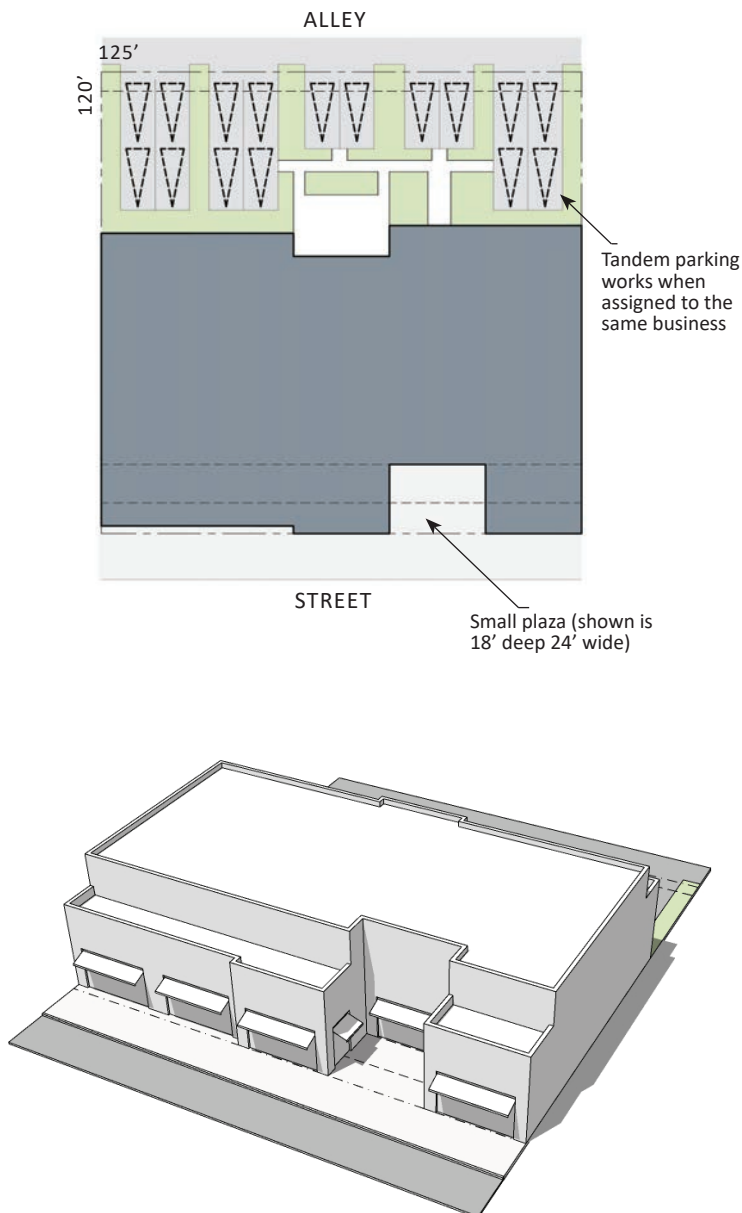 ALLEY
125’
120’
Tandem parking
works when
assigned to the
same business
STREET
Small plaza (shown is
18’ deep 24’ wide)